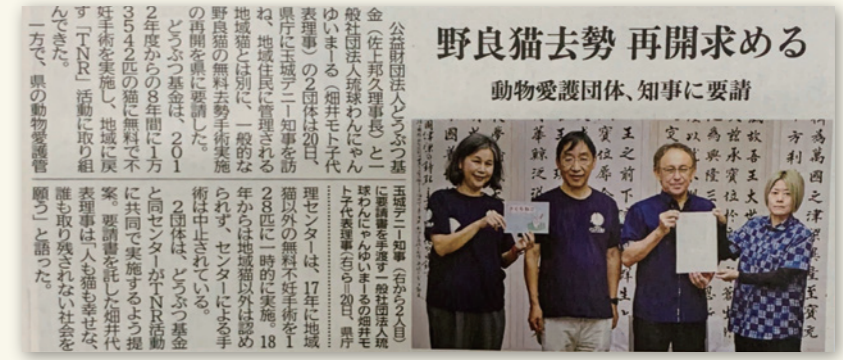 野良猫去勢 再開求める
動物愛護団体、知事に要請
公益財団法人どうぶつ基
金（佐上邦久理事長）と一
般社団法人琉球わんにゃん
ゆいまーる（畑井モト子代
表理事）の2団体は20日、
県庁に玉城デニー知事を訪
ね、地域住民に管理される
地域猫とは別に、一般的な
野良猫の無料去勢手術実施
の再開を県に要請した。
どうぶつ基金は、201
2年度からの8年間に1万
3542匹の猫に無料で不
妊手術を実施し、地域に戻
す「TNR」活動に取り組
んできた。
一方で、県の動物愛護管
理センターは、17年に地域
猫以外の無料不妊手術を1
28匹に一時的に実施。18
年からは地域猫以外は認め
られず、センターによる手
術は中止されている。
2団体は、どうぶつ基金
と同センターがTNR活動
に共同で実施するよう提
案。要請書を託した畑井代
表理事は「人も猫も幸せな、
誰も取り残されない社会を
願う」と語った。
玉城デニー知事（右から2人目）
に要請書を手渡す一般社団法人琉
球わんにゃんゆいまーるの畑井モ
ト子代表理事（右）ら＝20日、県庁